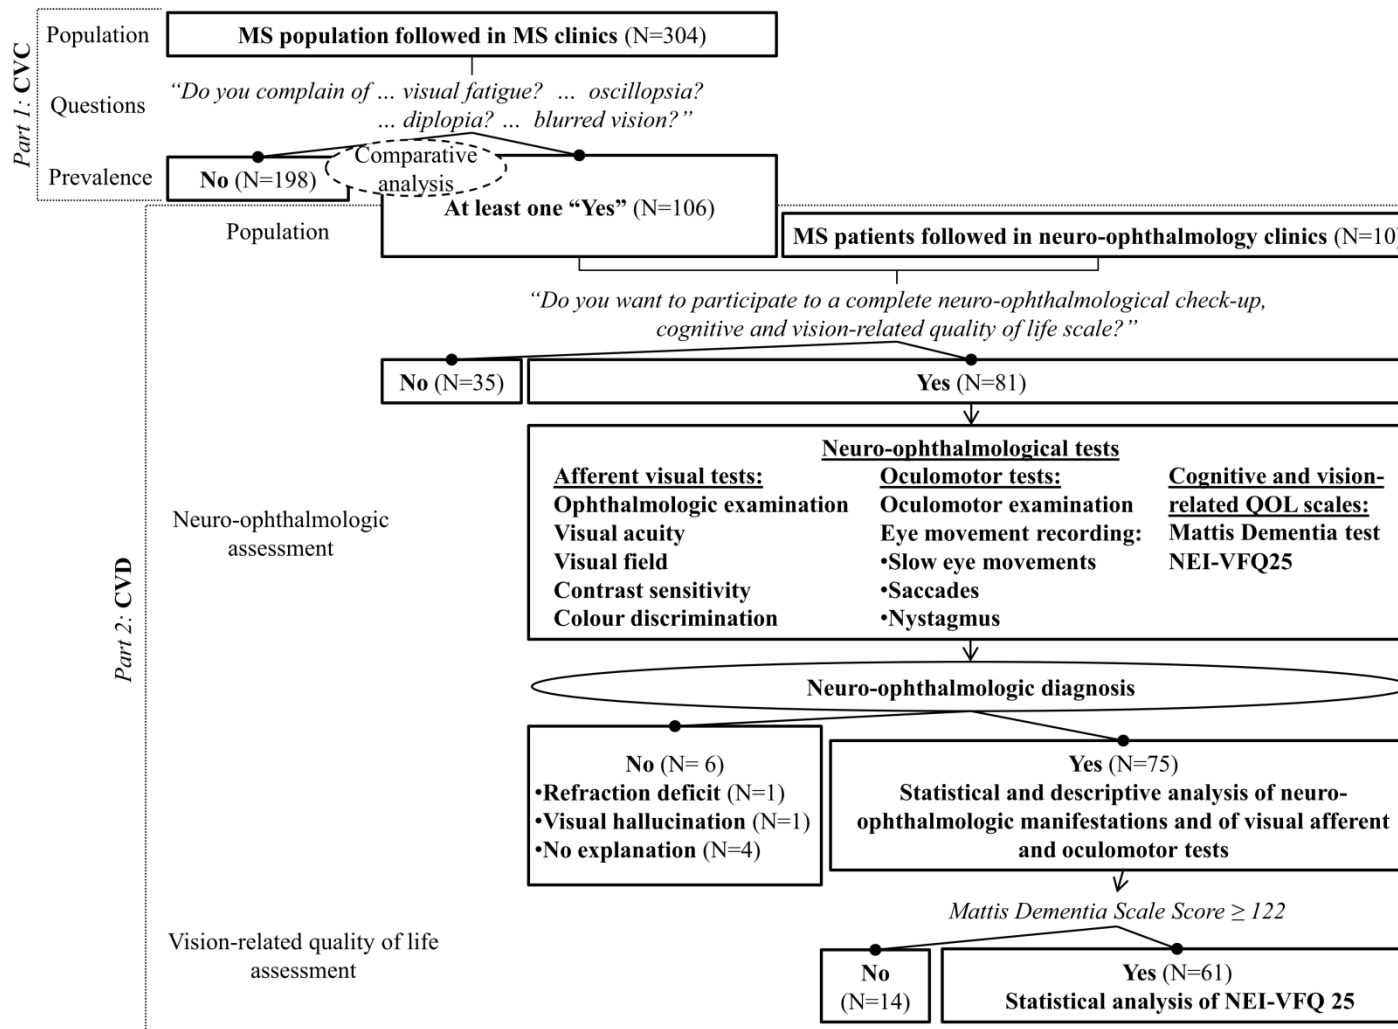 Part 1: CVC
Population
MS population followed in MS clinics (N=304)
Questions
“Do you complain of ... visual fatigue? ... oscillopsia?
... diplopia? ... blurred vision?”
Prevalence
No (N=198)
Comparative
analysis
At least one “Yes” (N=106)
Part 2: CVD
Population
MS patients followed in neuro-ophthalmology clinics (N=10)
“Do you want to participate to a complete neuro-ophthalmological check-up,
cognitive and vision-related quality of life scale?”
No (N=35)
Yes (N=81)
Neuro-ophthalmologic
assessment
Neuro-ophthalmological tests
Afferent visual tests:
Ophthalmologic examination
Visual acuity
Visual field
Contrast sensitivity
Colour discrimination
Oculomotor tests:
Oculomotor examination
Eye movement recording:
•Slow eye movements
•Saccades
•Nystagmus
Cognitive and vision-
related QOL scales:
Mattis Dementia test
NEI-VFQ25
Neuro-ophthalmologic diagnosis
No (N= 6)
•Refraction deficit (N=1)
•Visual hallucination (N=1)
•No explanation (N=4)
Yes (N=75)
Statistical and descriptive analysis of neuro-
ophthalmologic manifestations and of visual afferent
and oculomotor tests
Mattis Dementia Scale Score ≥ 122
Vision-related quality of life
assessment
No
(N=14)
Yes (N=61)
Statistical analysis of NEI-VFQ 25